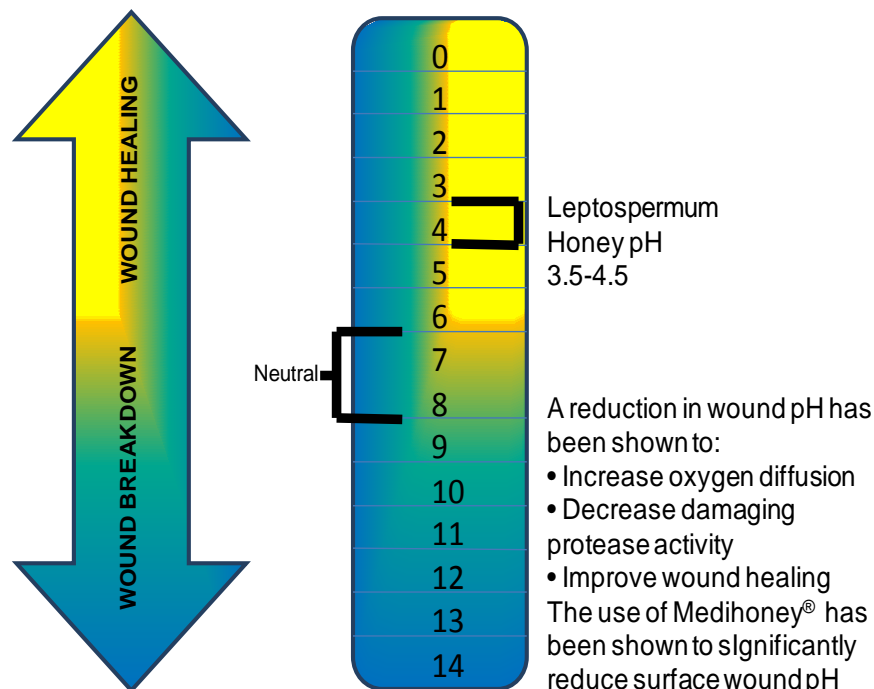 WOUND HEALING
WOUND BREAKDOWN
0
1
2
3
4
5
6
7
8
9
10
11
12
13
14
Neutral
Leptospermum
Honey pH
3.5-4.5
A reduction in wound pH has
been shown to:
• Increase oxygen diffusion
• Decrease damaging
protease activity
• Improve wound healing
The use of Medihoney® has
been shown to sIgnificantly
reduce surface wound pH